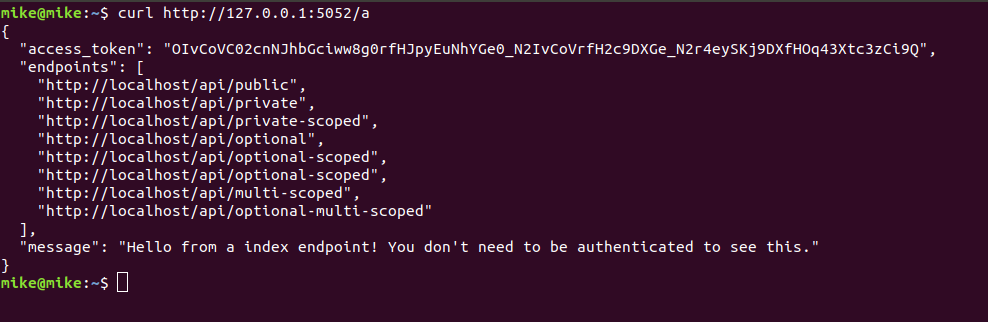 mike@mike:~$ curl http://127.0.0.1:5052/a
{
  "access_token": "OIvCoVC02cnNJhbGciww8g0rfHJpyEuNhYGe0_N2IvCoVrfH2c9DXGe_N2r4eySKj9DXfHOq43Xtc3zCi9Q",
  "endpoints": [
    "http://localhost/api/public",
    "http://localhost/api/private",
    "http://localhost/api/private-scoped",
    "http://localhost/api/optional",
    "http://localhost/api/optional-scoped",
    "http://localhost/api/optional-scoped",
    "http://localhost/api/multi-scoped",
    "http://localhost/api/optional-multi-scoped"
  ],
  "message": "Hello from a index endpoint! You don't need to be authenticated to see this."
}
mike@mike:~$